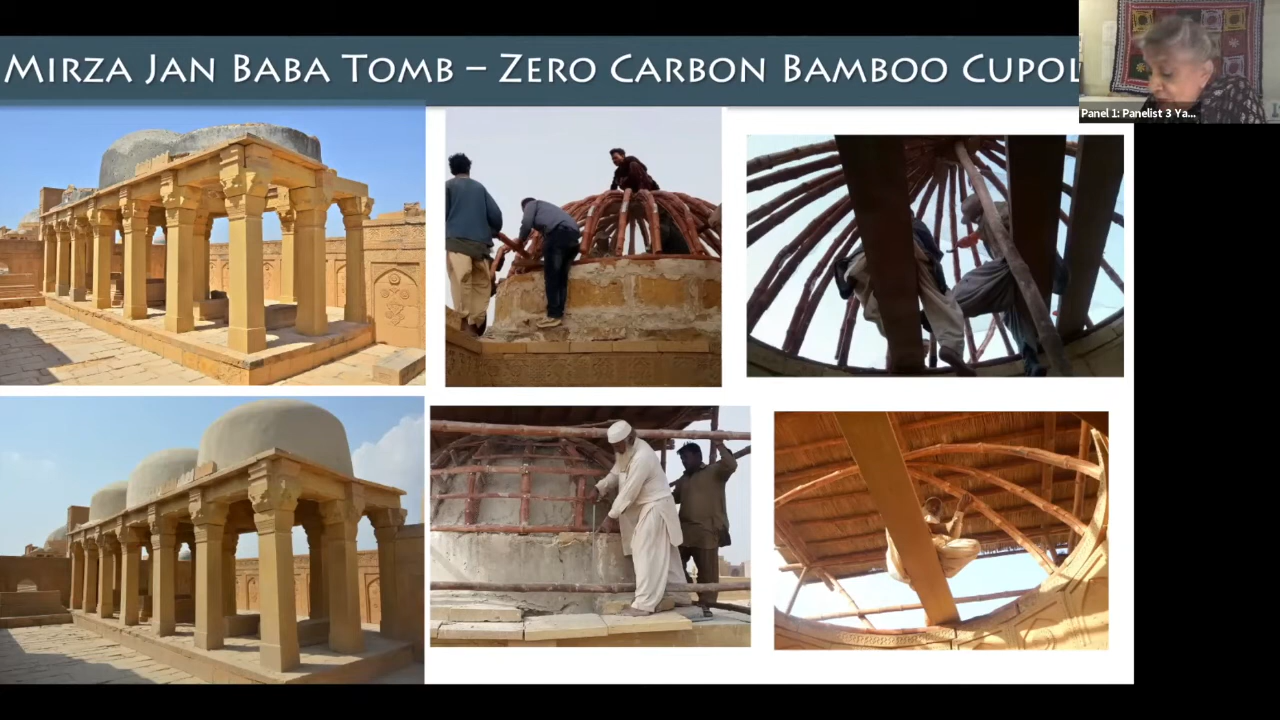 MIRZA JAN BABA TOMB – ZERO CARBON BAMBOO CUPOL
Panel 1: Panelist 3 Ya...